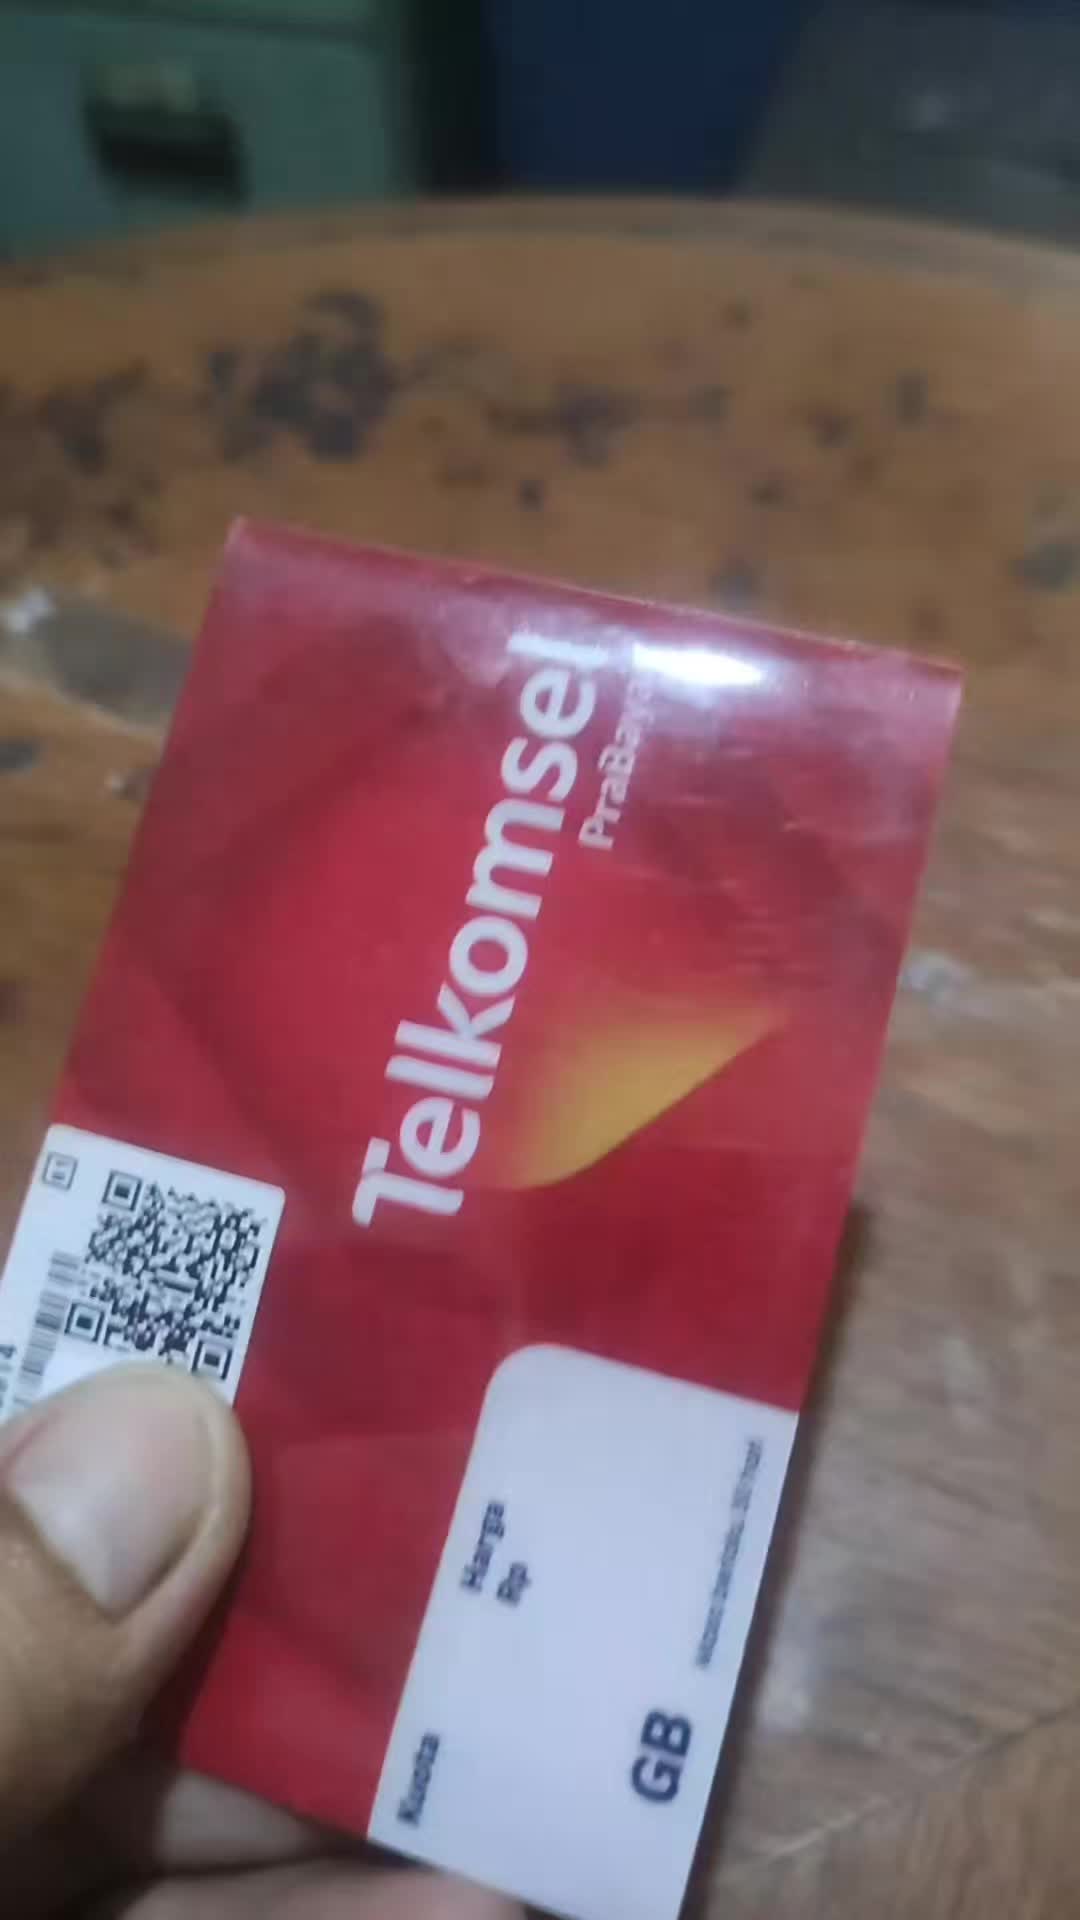 Telkomsel
PraBayar
Kuota
Harga
Rp
GB